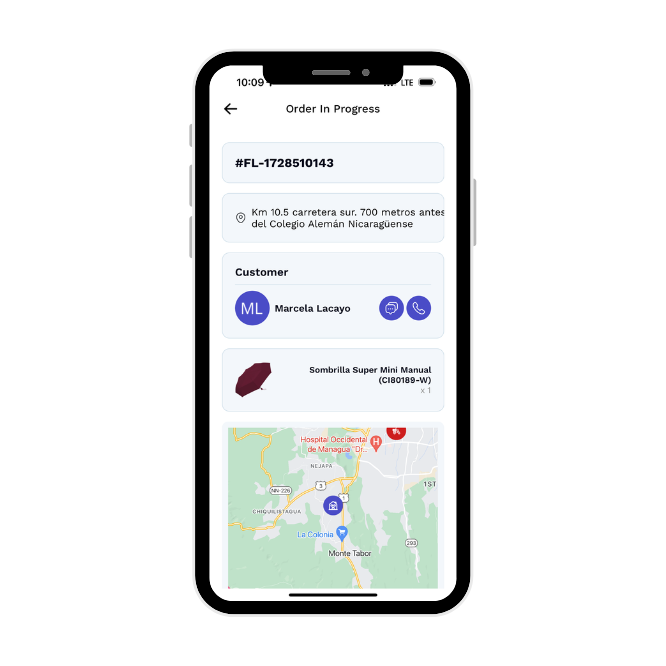 10:09
LTE
Order In Progress
#FL-1728510143
Km 10.5 carretera sur. 700 metros antes
del Colegio Alemán Nicaragüense
Customer
ML
Marcela Lacayo
Sombrilla Super Mini Manual
(CI80189-W)
x 1
Hospital Occidental
de Managua "Dr...
H
NEJAPA
3
NN-226
1
1ST
CHIQUILISTAGUA
La Colonia
293
Monte Tabor